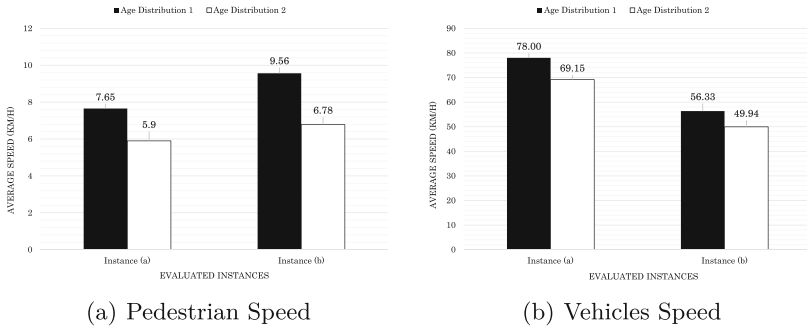 Age Distribution 1 Age Distribution 2
12
10
8
6
4
2
0
AVERAGE SPEED (KM/H)
7.65
5.9
9.56
6.78
Instance (a) Instance (b)
EVALUATED INSTANCES
(a) Pedestrian Speed
Age Distribution 1 Age Distribution 2
90
80
70
60
50
40
30
20
10
0
AVERAGE SPEED (KM/H)
78.00
69.15
56.33
49.94
Instance (a) Instance (b)
EVALUATED INSTANCES
(b) Vehicles Speed